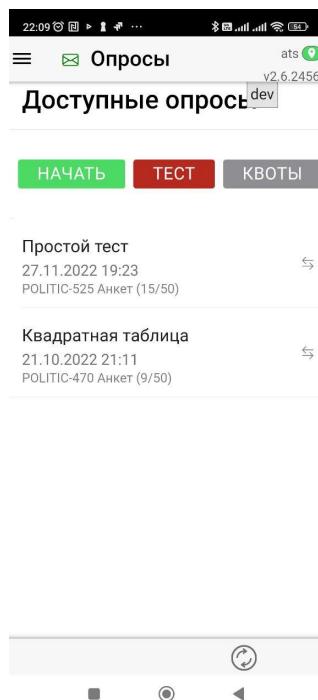 22:09
54
Опросы
ats
v2.6.2456
dev
Доступные опросы
НАЧАТЬ
ТЕСТ
КВОТЫ
Простой тест
27.11.2022 19:23
POLITIC-525 Анкет (15/50)
Квадратная таблица
21.10.2022 21:11
POLITIC-470 Анкет (9/50)